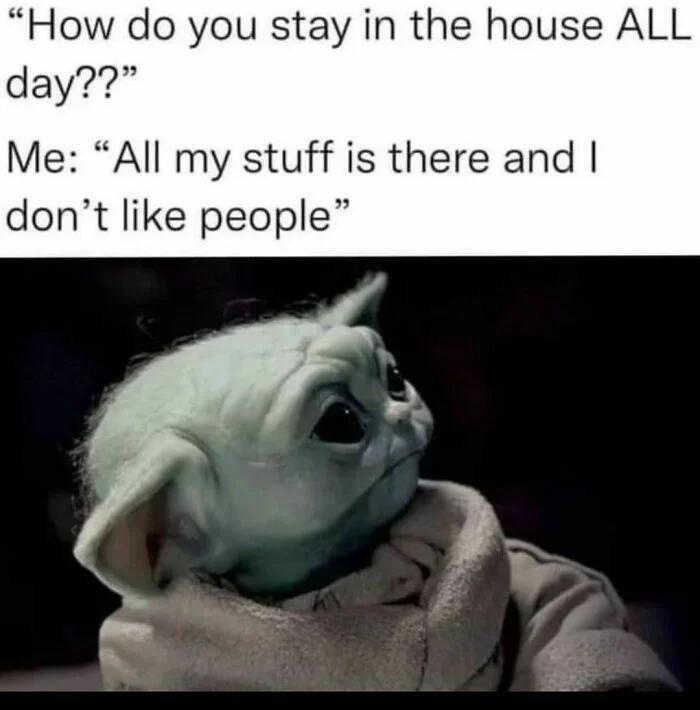 “How do you stay in the house ALL
day??”
Me: “All my stuff is there and I
don’t like people”